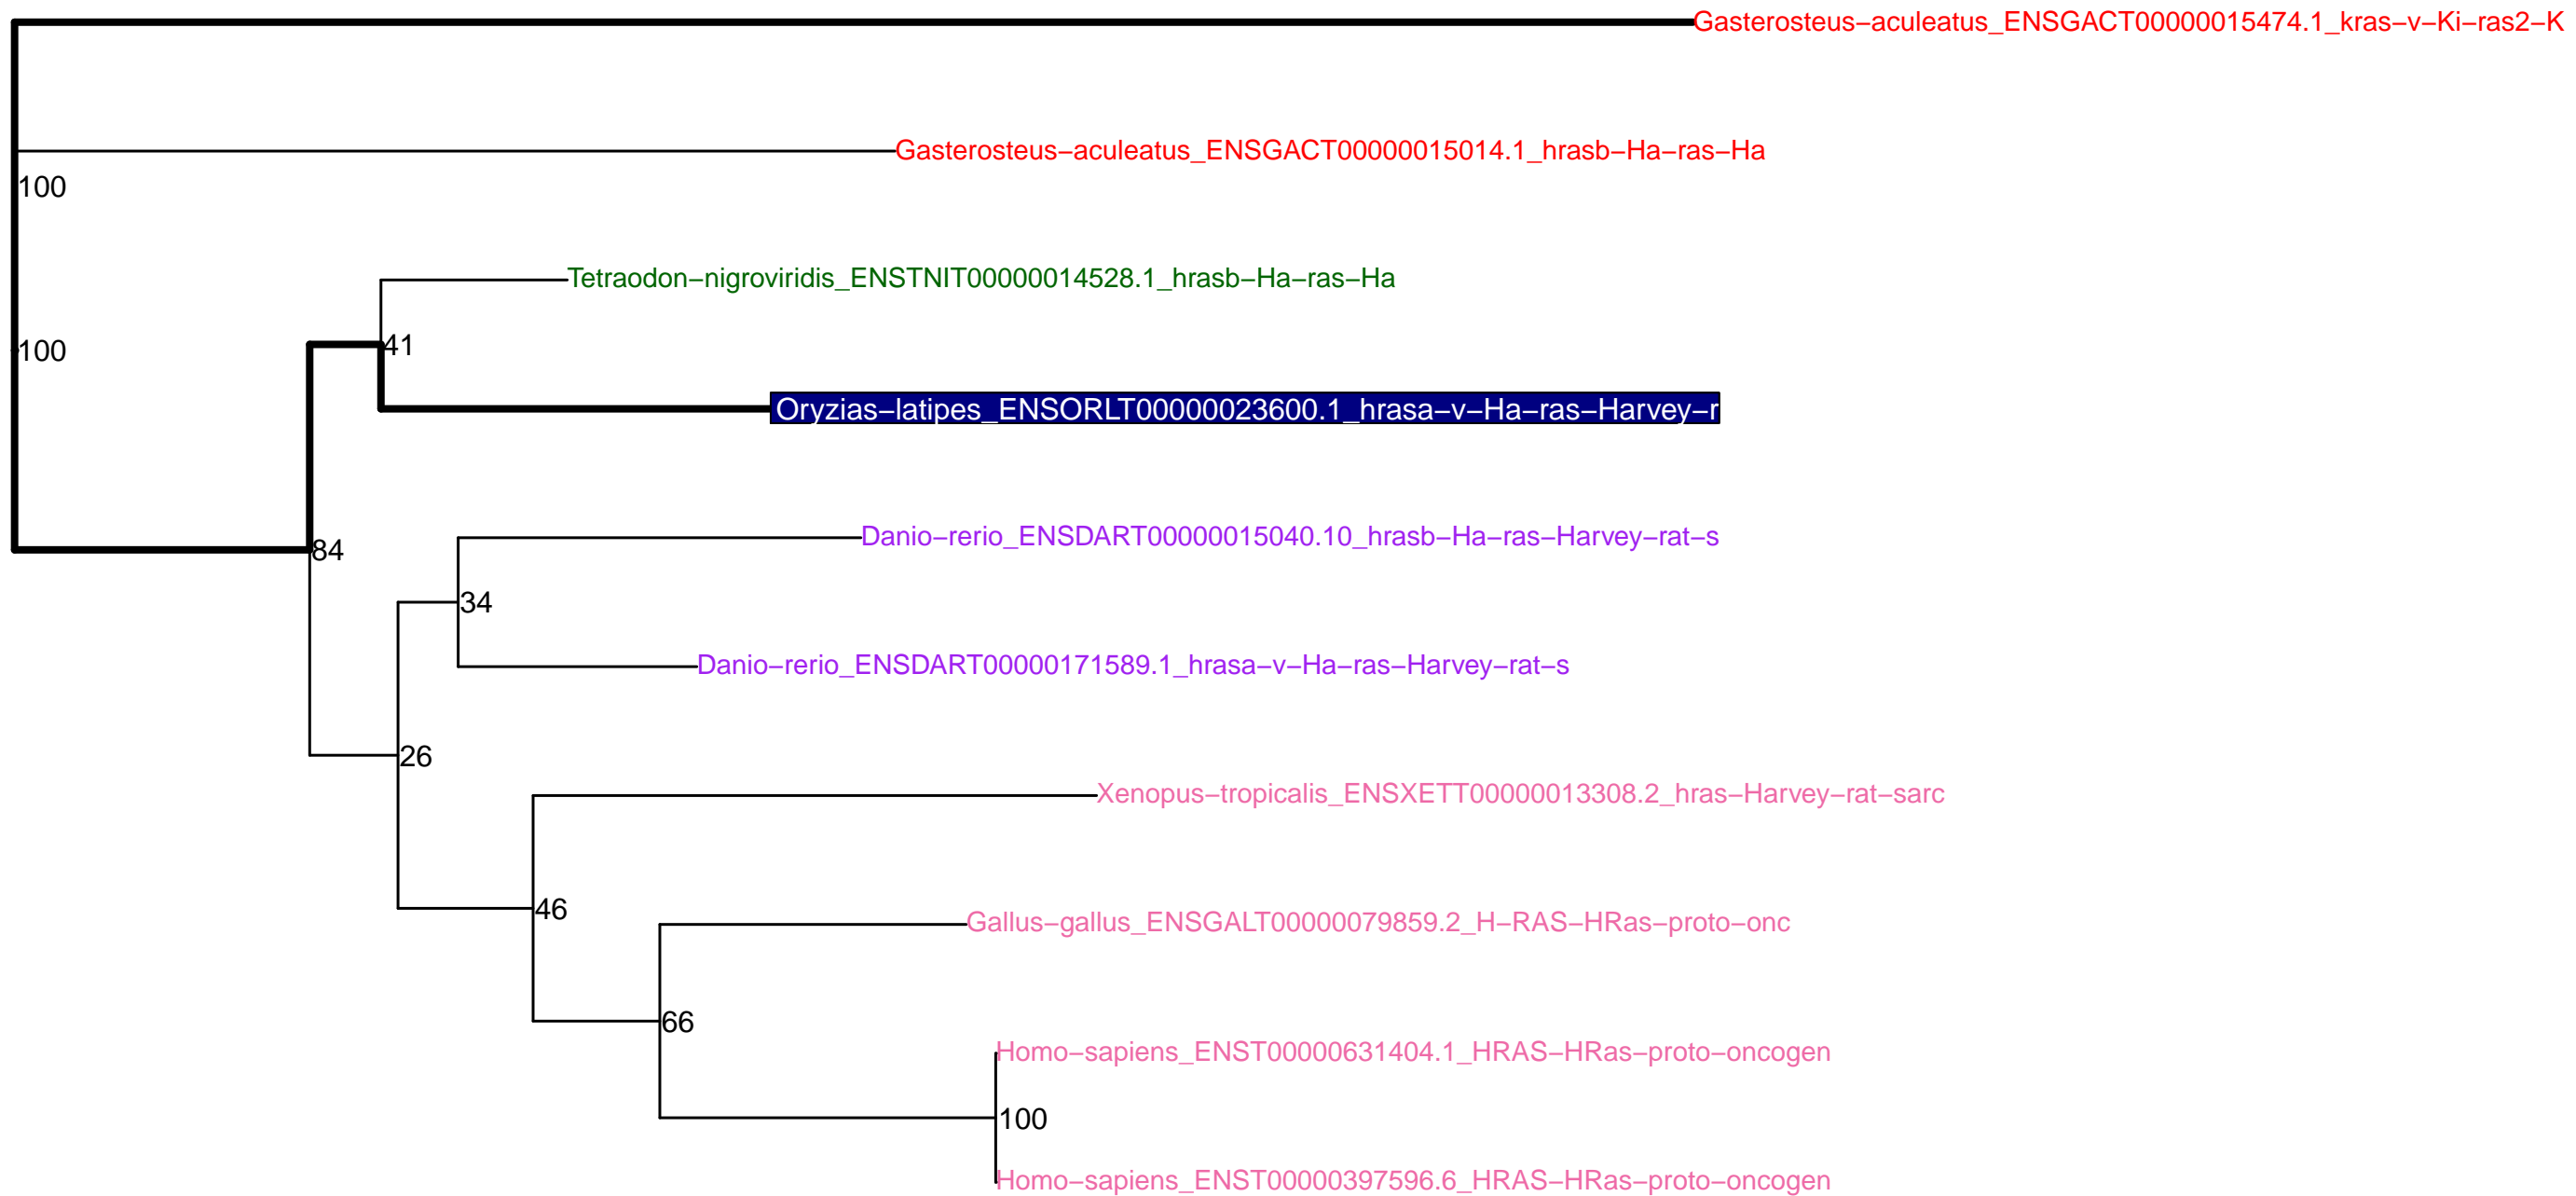 Gasterosteus−aculeatus_ENSGACT00000015474.1_kras−v−Ki−ras2−K
Gasterosteus−aculeatus_ENSGACT00000015014.1_hrasb−Ha−ras−Ha
100
Tetraodon−nigroviridis_ENSTNIT00000014528.1_hrasb−Ha−ras−Ha
41
100
Oryzias−latipes_ENSORLT00000023600.1_hrasa−v−Ha−ras−Harvey−r
Danio−rerio_ENSDART00000015040.10_hrasb−Ha−ras−Harvey−rat−s
84
34
Danio−rerio_ENSDART00000171589.1_hrasa−v−Ha−ras−Harvey−rat−s
26
Xenopus−tropicalis_ENSXETT00000013308.2_hras−Harvey−rat−sarc
46
Gallus−gallus_ENSGALT00000079859.2_H−RAS−HRas−proto−onc
66
Homo−sapiens_ENST00000631404.1_HRAS−HRas−proto−oncogen
100
Homo−sapiens_ENST00000397596.6_HRAS−HRas−proto−oncogen